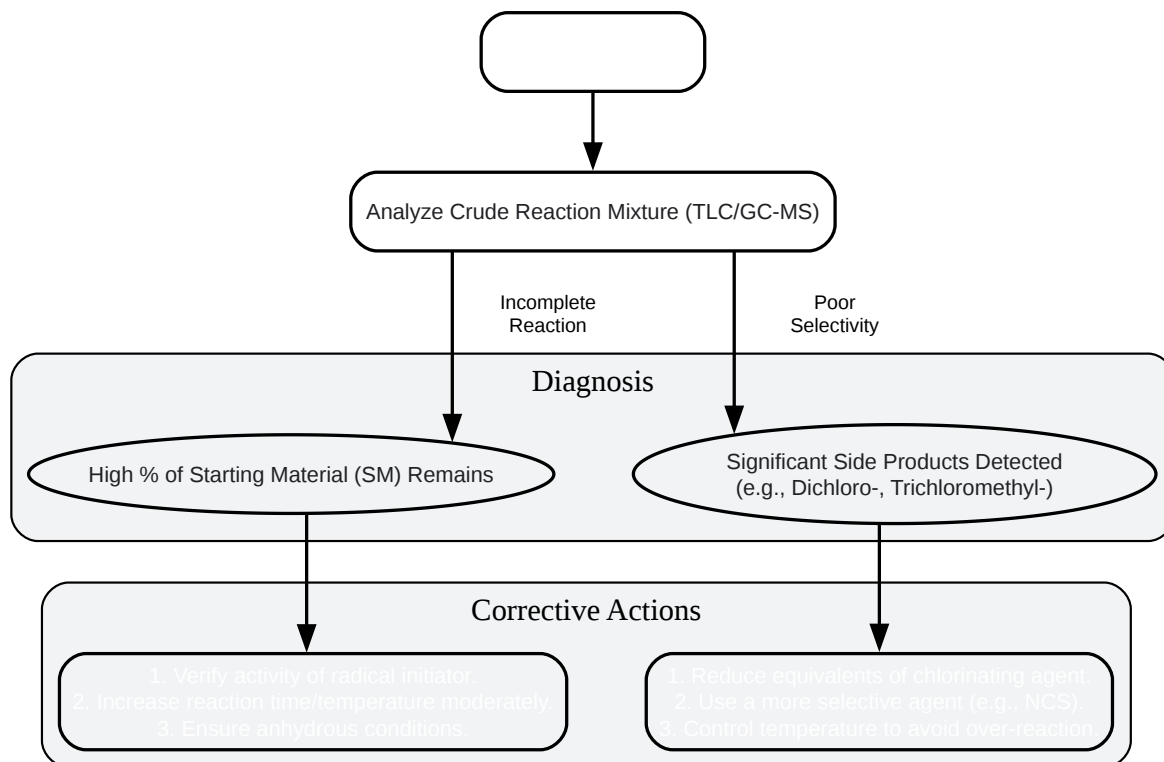 Analyze Crude Reaction Mixture (TLC/GC-MS)
Incomplete
Reaction
Poor
Selectivity
Diagnosis
High % of Starting Material (SM) Remains
Significant Side Products Detected
(e.g., Dichloro-, Trichloromethyl-)
Corrective Actions
1. Verify activity of radical initiator.
2. Increase reaction time/temperature moderately.
3. Ensure anhydrous conditions.
1. Reduce equivalents of chlorinating agent.
2. Use a more selective agent (e.g., NCS).
3. Control temperature to avoid over-reaction.